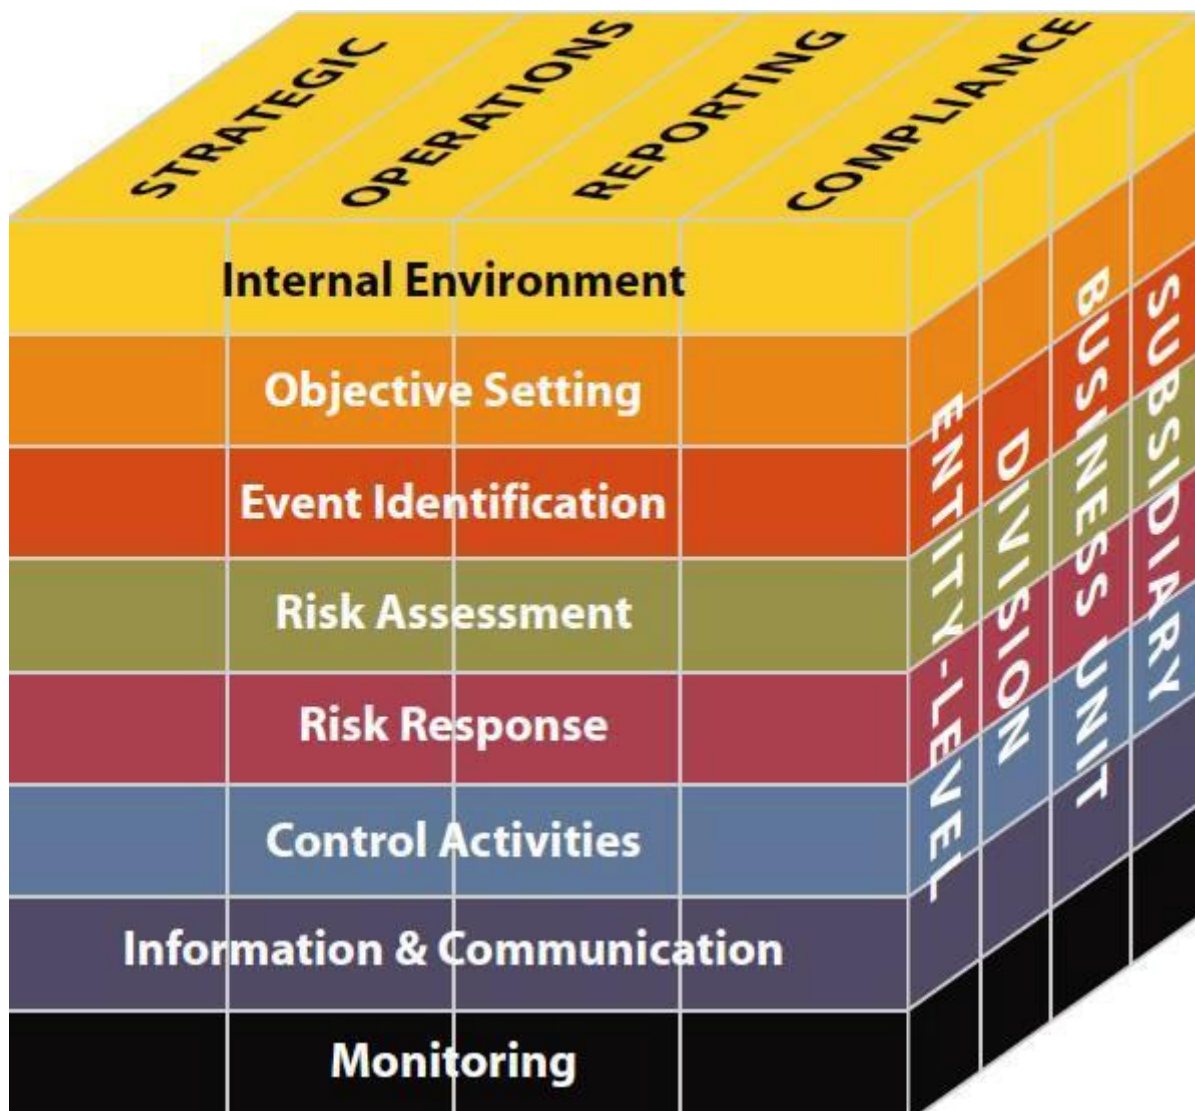 STRATEGIC
OPERATIONS
REPORTING
COMPLIANCE
Internal Environment
Objective Setting
Event Identification
Risk Assessment
Risk Response
Control Activities
Information & Communication
Monitoring
ENTITY-LEVEL
DIVISION
BUSINESS UNIT
SUBSIDIARY